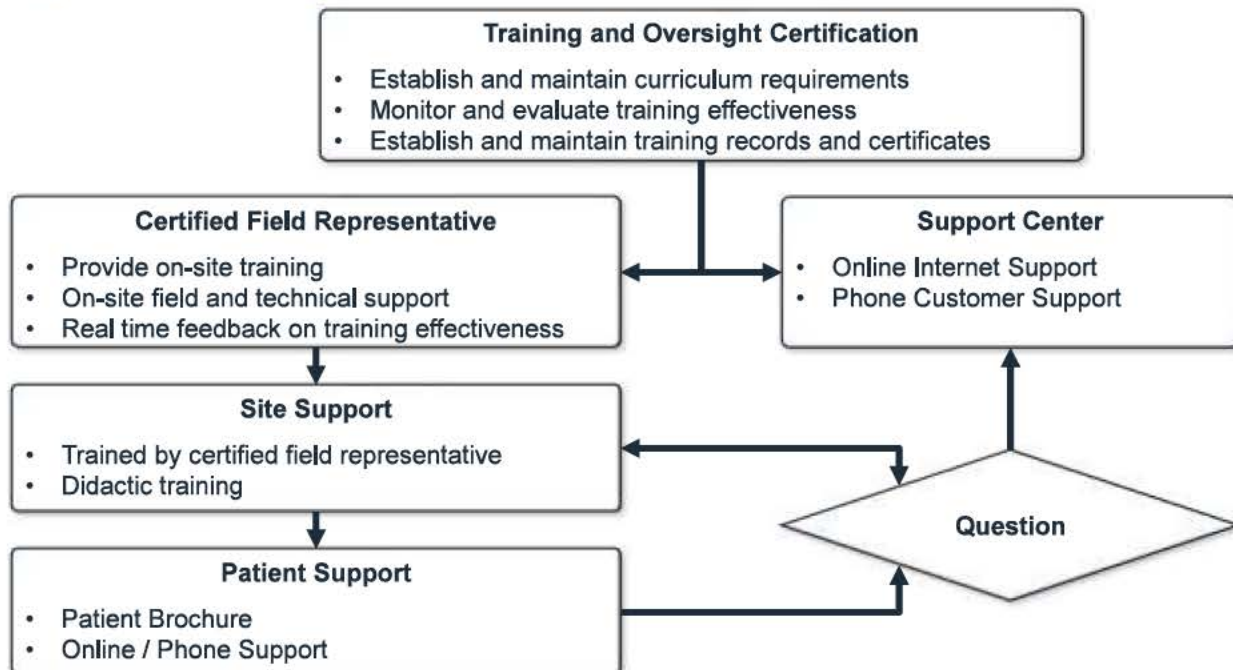 Training and Oversight Certification
• Establish and maintain curriculum requirements
• Monitor and evaluate training effectiveness
• Establish and maintain training records and certificates
Certified Field Representative
• Provide on-site training
• On-site field and technical support
• Real time feedback on training effectiveness
Support Center
• Online Internet Support
• Phone Customer Support
Site Support
• Trained by certified field representative
• Didactic training
Question
Patient Support
• Patient Brochure
• Online / Phone Support